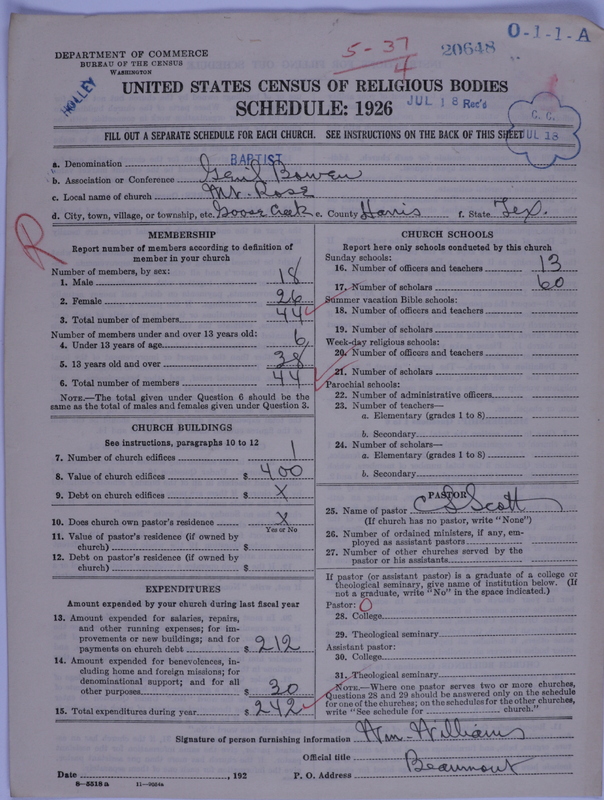 O-1-1-A
5-37
4
20648
DEPARTMENT OF COMMERCE
BUREAU OF THE CENSUS
WASHINGTON
HOLLEY
UNITED STATES CENSUS OF RELIGIOUS BODIES
SCHEDULE: 1926
JUL 18 Rec'd
C. C.
JUL 18
FILL OUT A SEPARATE SCHEDULE FOR EACH CHURCH. SEE INSTRUCTIONS ON THE BACK OF THIS SHEET
a. Denomination BAPTIST
b. Association or Conference Genil Bowen
c. Local name of church Mt. Rose
d. City, town, village, or township, etc. Goose Creek e. County Harris f. State Tex.
R
MEMBERSHIP
Report number of members according to definition of
member in your church
Number of members, by sex:
1. Male 18
2. Female 26
3. Total number of members 44
Number of members under and over 13 years old:
4. Under 13 years of age 6
5. 13 years old and over 38
6. Total number of members 44
NOTE.—The total given under Question 6 should be the
same as the total of males and females given under Question 3.
CHURCH BUILDINGS
See instructions, paragraphs 10 to 12
7. Number of church edifices 1
8. Value of church edifices $ 400
9. Debt on church edifices $ X
10. Does church own pastor's residence X
Yes or No
11. Value of pastor's residence (if owned by
church) $
12. Debt on pastor's residence (if owned by
church) $
EXPENDITURES
Amount expended by your church during last fiscal year
13. Amount expended for salaries, repairs,
and other running expenses; for im-
provements or new buildings; and for
payments on church debt $ 212
14. Amount expended for benevolences, in-
cluding home and foreign missions; for
denominational support; and for all
other purposes $ 30
15. Total expenditures during year $ 242
CHURCH SCHOOLS
Report here only schools conducted by this church
Sunday schools:
16. Number of officers and teachers 13
17. Number of scholars 60
Summer vacation Bible schools:
18. Number of officers and teachers
19. Number of scholars
Week-day religious schools:
20. Number of officers and teachers
21. Number of scholars
Parochial schools:
22. Number of administrative officers
23. Number of teachers—
a. Elementary (grades 1 to 8)
b. Secondary
24. Number of scholars—
a. Elementary (grades 1 to 8)
b. Secondary
PASTOR
25. Name of pastor C S Scott
(If church has no pastor, write "None")
26. Number of ordained ministers, if any, em-
ployed as assistant pastors
27. Number of other churches served by the
pastor or his assistants
If pastor (or assistant pastor) is a graduate of a college or
theological seminary, give name of institution below. (If
not a graduate, write "No" in the space indicated.)
Pastor: O
28. College
29. Theological seminary
Assistant pastor:
30. College
31. Theological seminary
NOTE.—Where one pastor serves two or more churches,
Questions 28 and 29 should be answered only on the schedule
for one of the churches; on the schedules for the other churches,
write "See schedule for church."
Signature of person furnishing information Wm. Williams
Official title
Date , 192 P. O. Address Beaumont
8—5518a 11—9054a